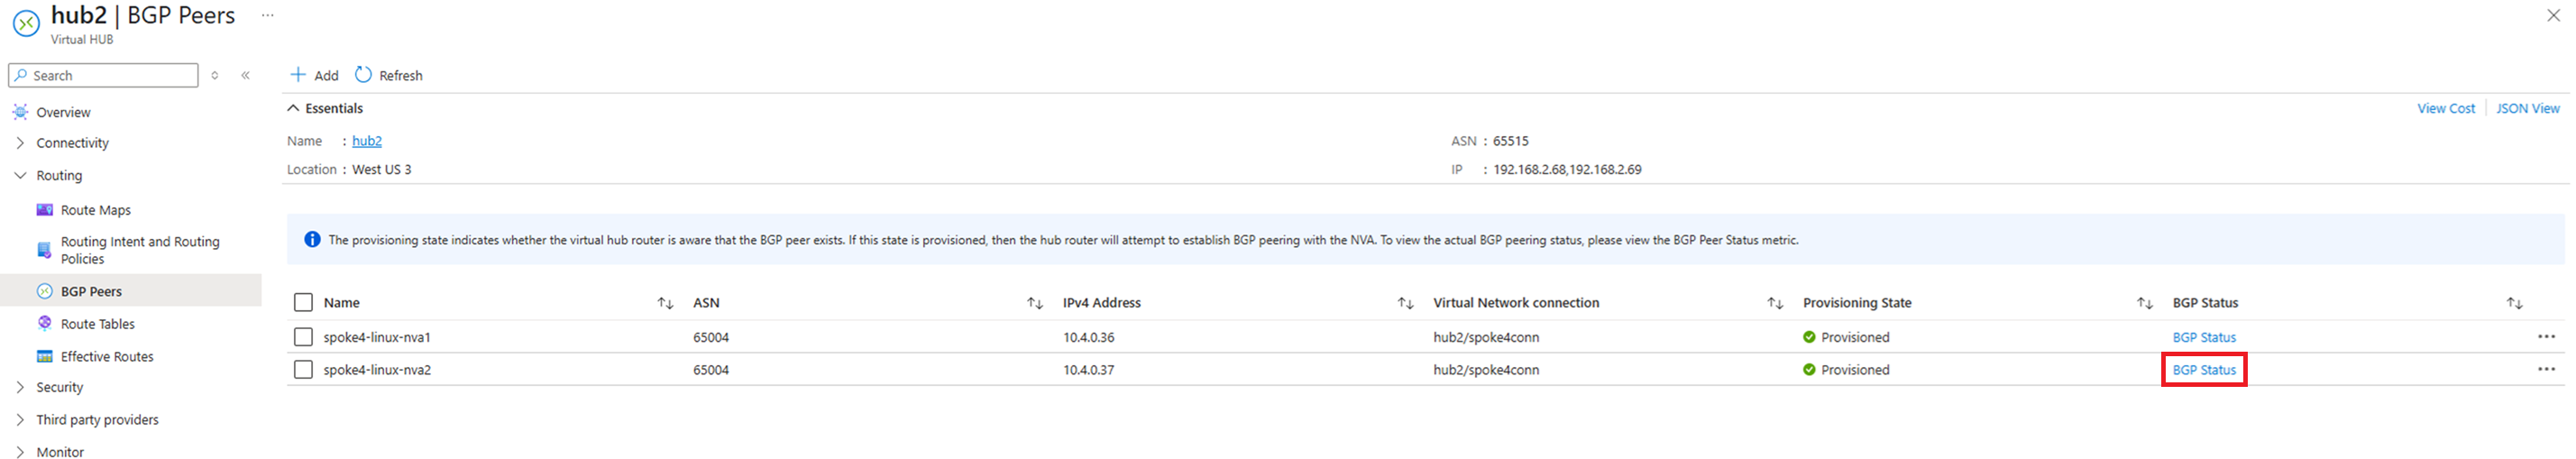 hub2 | BGP Peers ...
Virtual HUB
Search
Overview
Connectivity
Routing
Route Maps
Routing Intent and Routing
Policies
BGP Peers
Route Tables
Effective Routes
Security
Third party providers
Monitor
Add Refresh
Essentials View Cost JSON View
Name : hub2 ASN : 65515
Location : West US 3 IP : 192.168.2.68,192.168.2.69
The provisioning state indicates whether the virtual hub router is aware that the BGP peer exists. If this state is provisioned, then the hub router will attempt to establish BGP peering with the NVA. To view the actual BGP peering status, please view the BGP Peer Status metric.
Name ASN IPv4 Address Virtual Network connection Provisioning State BGP Status
spoke4-linux-nva1 65004 10.4.0.36 hub2/spoke4conn Provisioned BGP Status ...
spoke4-linux-nva2 65004 10.4.0.37 hub2/spoke4conn Provisioned BGP Status ...